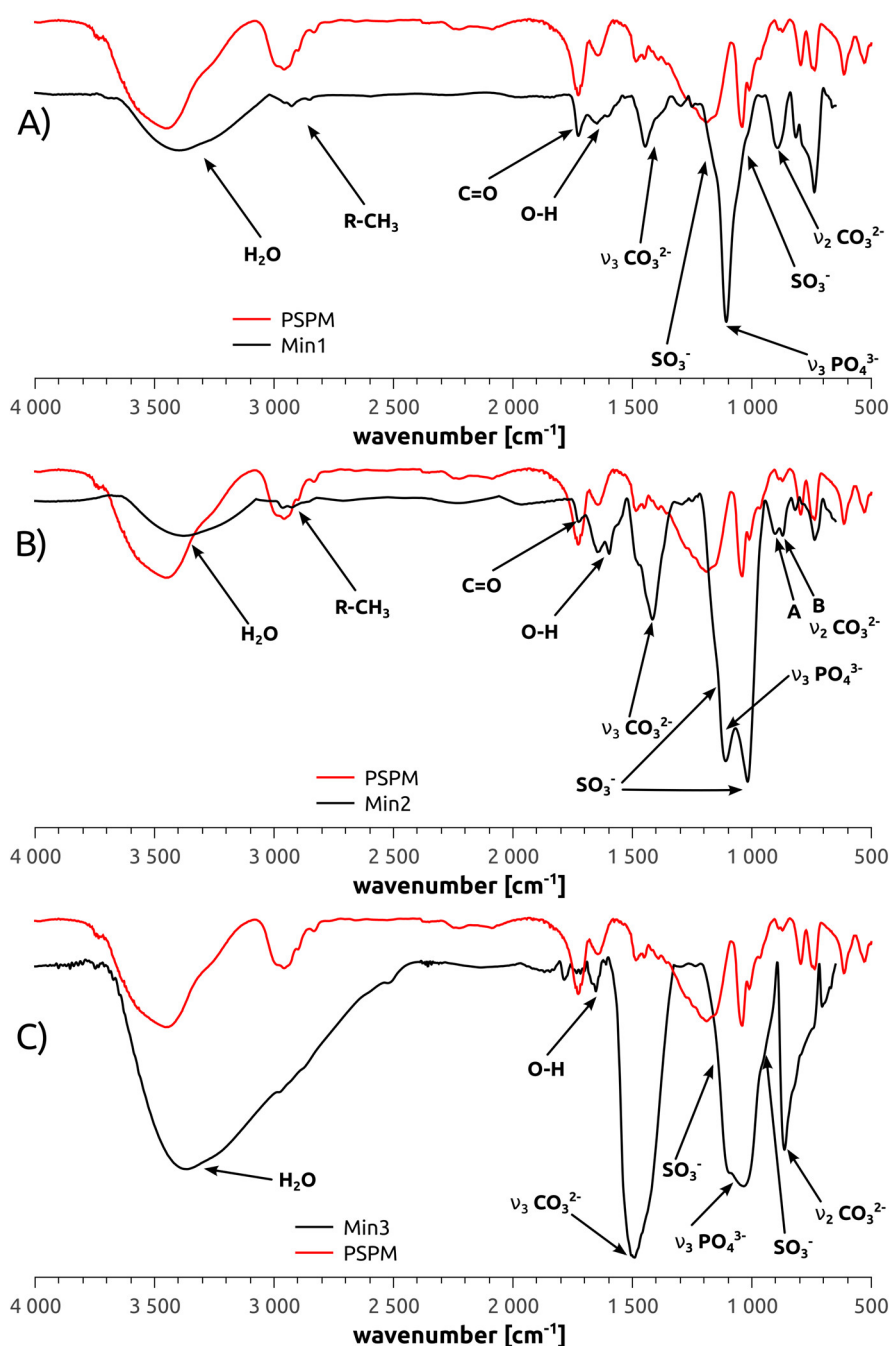 A)
C=O
O-H
R-CH₃
H₂O
ν₃ CO₃²⁻
ν₂ CO₃²⁻
SO₃⁻
SO₃⁻
ν₃ PO₄³⁻
PSPM
Min1
4 000 3 500 3 000 2 500 2 000 1 500 1 000 500
wavenumber [cm⁻¹]
B)
C=O
R-CH₃
A B
H₂O
O-H
ν₂ CO₃²⁻
ν₃ PO₄³⁻
ν₃ CO₃²⁻
SO₃⁻
PSPM
Min2
4 000 3 500 3 000 2 500 2 000 1 500 1 000 500
wavenumber [cm⁻¹]
C)
O-H
SO₃⁻
H₂O
ν₃ CO₃²⁻
ν₂ CO₃²⁻
ν₃ PO₄³⁻
SO₃⁻
Min3
PSPM
4 000 3 500 3 000 2 500 2 000 1 500 1 000 500
wavenumber [cm⁻¹]